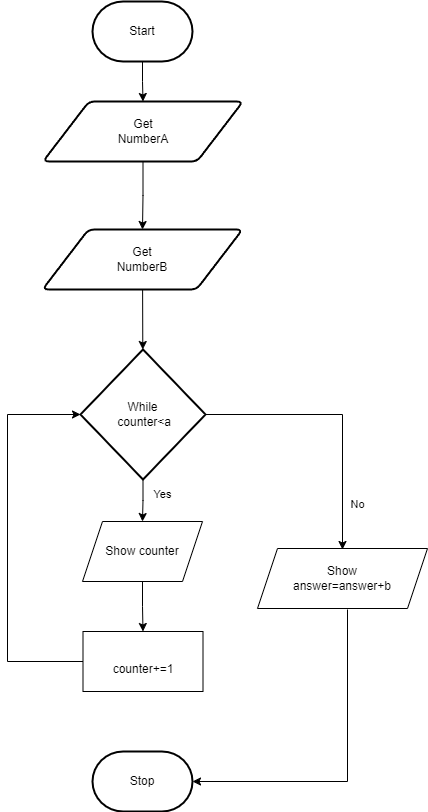 Start
Get
NumberA
Get
NumberB
While
counter<a
Yes
No
Show counter
Show
answer=answer+b
counter+=1
Stop